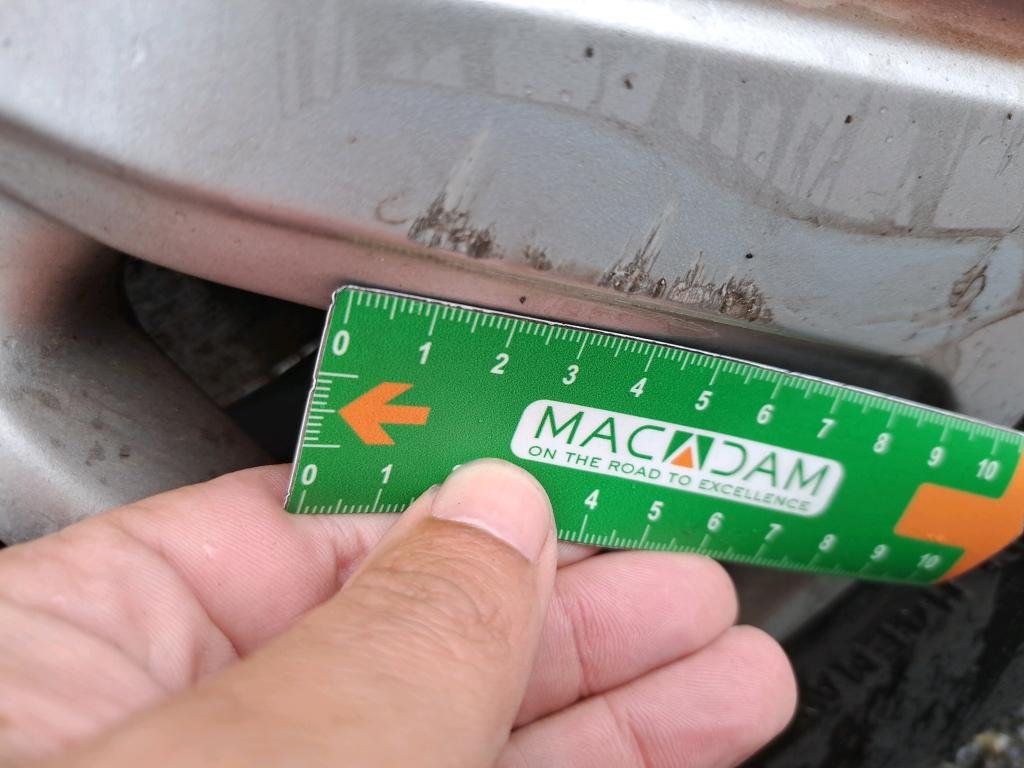 0 1 2 3 4 5 6 7 8 9 10
MACADAM
ON THE ROAD TO EXCELLENCE
0 1 4 5 6 7 8 9 10